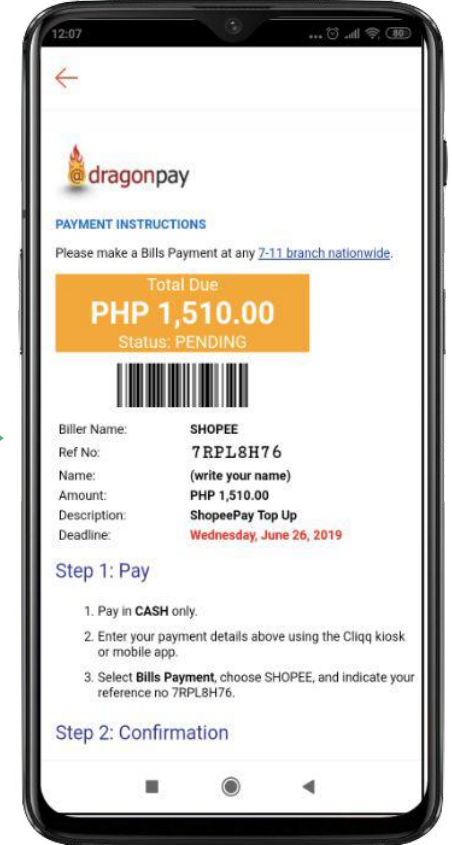 12:07
... 80
@dragonpay
PAYMENT INSTRUCTIONS
Please make a Bills Payment at any 7-11 branch nationwide.
Total Due
PHP 1,510.00
Status: PENDING
Biller Name: SHOPEE
Ref No: 7RPL8H76
Name: (write your name)
Amount: PHP 1,510.00
Description: ShopeePay Top Up
Deadline: Wednesday, June 26, 2019
Step 1: Pay
1. Pay in CASH only.
2. Enter your payment details above using the Cliqq kiosk
or mobile app.
3. Select Bills Payment, choose SHOPEE, and indicate your
reference no 7RPL8H76.
Step 2: Confirmation